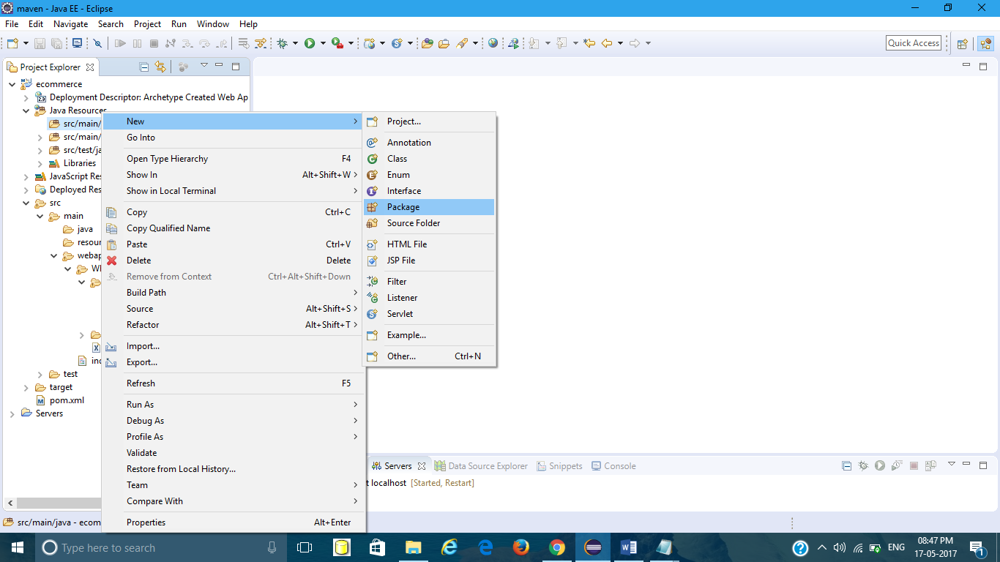 maven - Java EE - Eclipse
File Edit Navigate Search Project Run Window Help
Quick Access
Project Explorer
ecommerce
Deployment Descriptor: Archetype Created Web Ap
Java Resources
src/main/
src/main/
src/test/ja
Libraries
JavaScript Res
Deployed Res
src
main
java
resour
webap
WE
X
inc
test
target
M pom.xml
Servers
New
Go Into
Open Type Hierarchy F4
Show In Alt+Shift+W
Show in Local Terminal
Copy Ctrl+C
Copy Qualified Name
Paste Ctrl+V
Delete Delete
Remove from Context Ctrl+Alt+Shift+Down
Build Path
Source Alt+Shift+S
Refactor Alt+Shift+T
Import...
Export...
Refresh F5
Run As
Debug As
Profile As
Validate
Restore from Local History...
Team
Compare With
Properties Alt+Enter
Project...
Annotation
Class
Enum
Interface
Package
Source Folder
HTML File
JSP File
Filter
Listener
Servlet
Example...
Other... Ctrl+N
Servers Data Source Explorer Snippets Console
t localhost [Started, Restart]
src/main/java - ecom
Type here to search
ENG
08:47 PM
17-05-2017
1